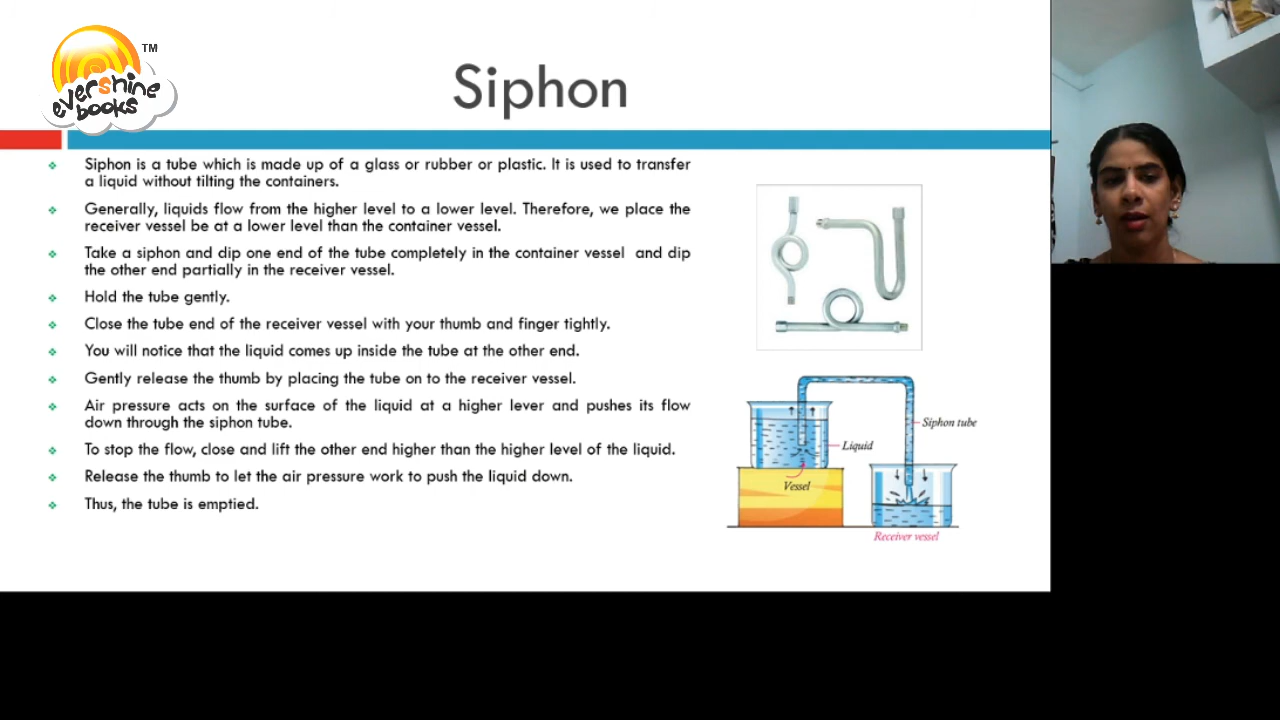 evershine
books
TM
Siphon
Siphon is a tube which is made up of a glass or rubber or plastic. It is used to transfer
a liquid without tilting the containers.
Generally, liquids flow from the higher level to a lower level. Therefore, we place the
receiver vessel be at a lower level than the container vessel.
Take a siphon and dip one end of the tube completely in the container vessel and dip
the other end partially in the receiver vessel.
Hold the tube gently.
Close the tube end of the receiver vessel with your thumb and finger tightly.
You will notice that the liquid comes up inside the tube at the other end.
Gently release the thumb by placing the tube on to the receiver vessel.
Air pressure acts on the surface of the liquid at a higher lever and pushes its flow
down through the siphon tube.
To stop the flow, close and lift the other end higher than the higher level of the liquid.
Release the thumb to let the air pressure work to push the liquid down.
Thus, the tube is emptied.
Siphon tube
Liquid
Vessel
Receiver vessel